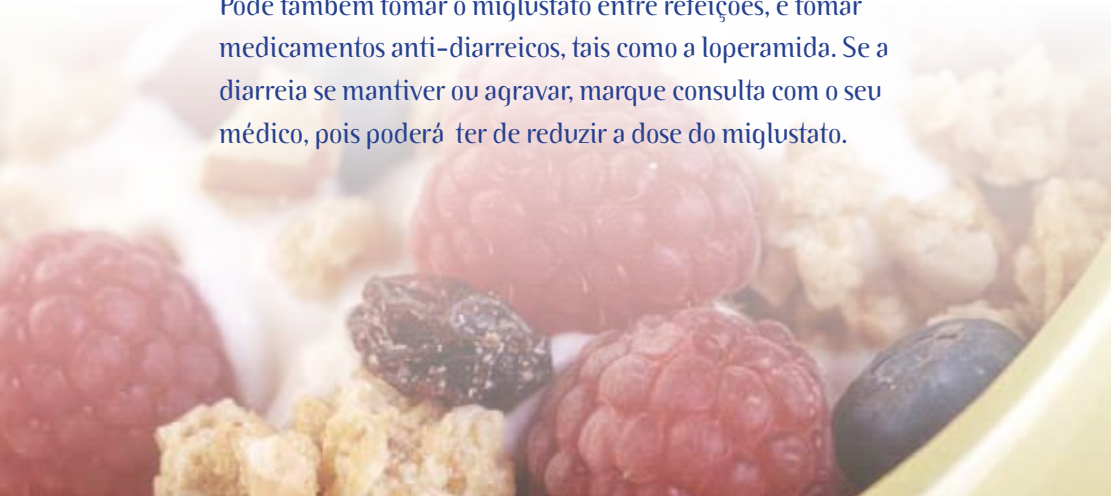 Pode também tomar o miglustato entre refeições, e tomar
medicamentos anti-diarreicos, tais como a loperamida. Se a
diarreia se mantiver ou agravar, marque consulta com o seu
médico, pois poderá  ter de reduzir a dose do miglustato.